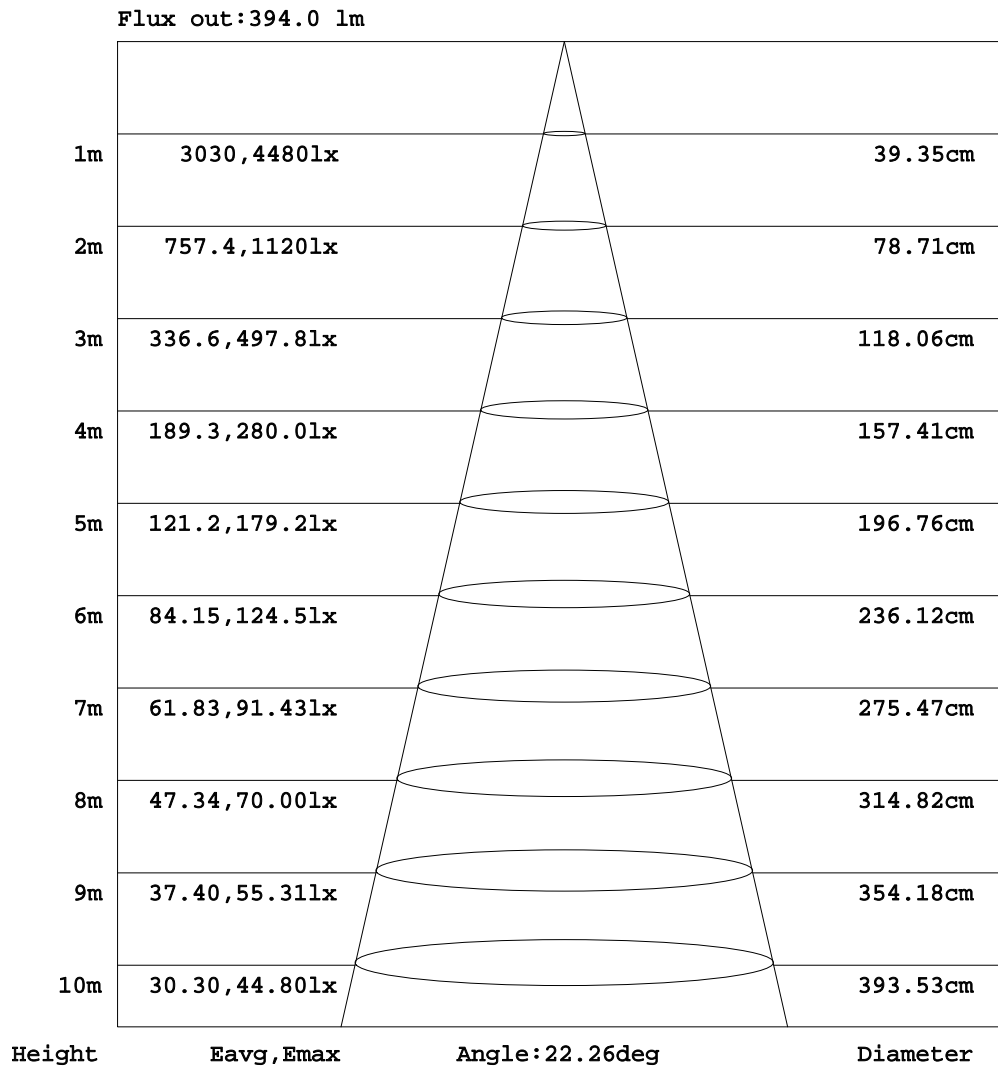 Flux out:394.0 lm
1m 3030,4480lx 39.35cm
2m 757.4,1120lx 78.71cm
3m 336.6,497.8lx 118.06cm
4m 189.3,280.0lx 157.41cm
5m 121.2,179.2lx 196.76cm
6m 84.15,124.5lx 236.12cm
7m 61.83,91.43lx 275.47cm
8m 47.34,70.00lx 314.82cm
9m 37.40,55.31lx 354.18cm
10m 30.30,44.80lx 393.53cm
Height Eavg,Emax Angle:22.26deg Diameter